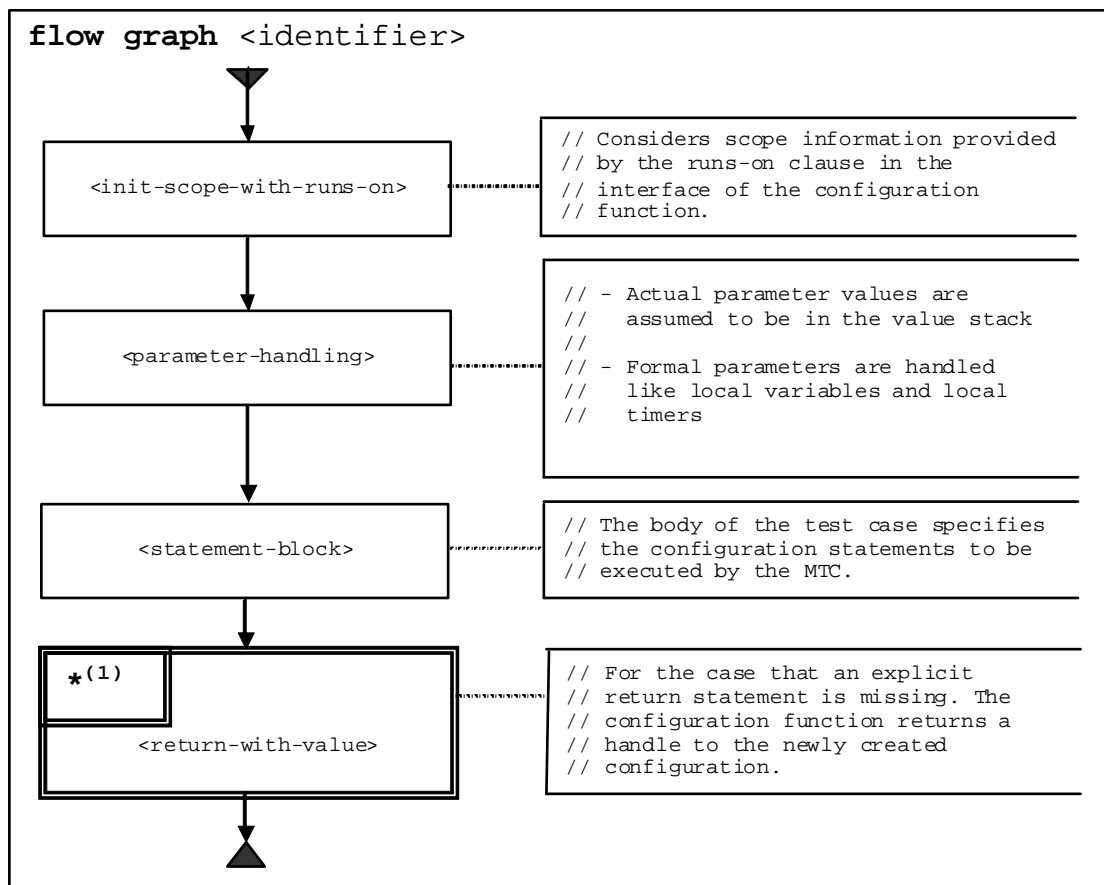 flow graph <identifier>
<init-scope-with-runs-on>
// Considers scope information provided
// by the runs-on clause in the
// interface of the configuration
// function.
<parameter-handling>
// - Actual parameter values are
//   assumed to be in the value stack
//
// - Formal parameters are handled
//   like local variables and local
//   timers
<statement-block>
// The body of the test case specifies
// the configuration statements to be
// executed by the MTC.
*(1)
<return-with-value>
// For the case that an explicit
// return statement is missing. The
// configuration function returns a
// handle to the newly created
// configuration.